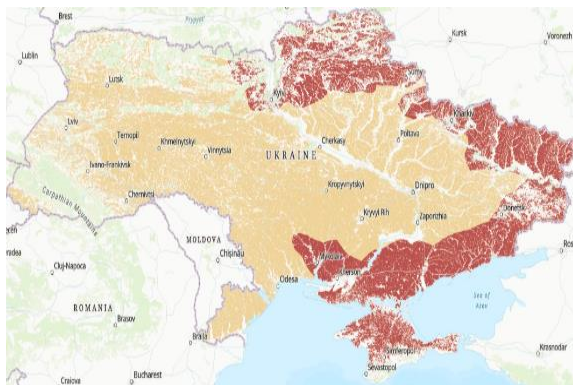 Brest
Pripyat
Kursk
Voronezh
Lublin
Sumy
Lutsk
Kyiv
Kharkiv
Lviv
Ternopil
Khmelnytskyi
Vinnytsia
Cherkasy
Poltava
UKRAINE
Ivano-Frankivsk
Chernivtsi
Kropyvnytskyi
Dnipro
Carpathian Mountains
Kryvyi Rih
Zaporizhia
Donetsk
MOLDOVA
Chișinău
Mykolaiv
Kherson
Cluj-Napoca
Odesa
Sea of
Azov
ROMANIA
Brasov
Braila
Krasnodar
Simferopol
Sevastopol
Craiova
Bucharest